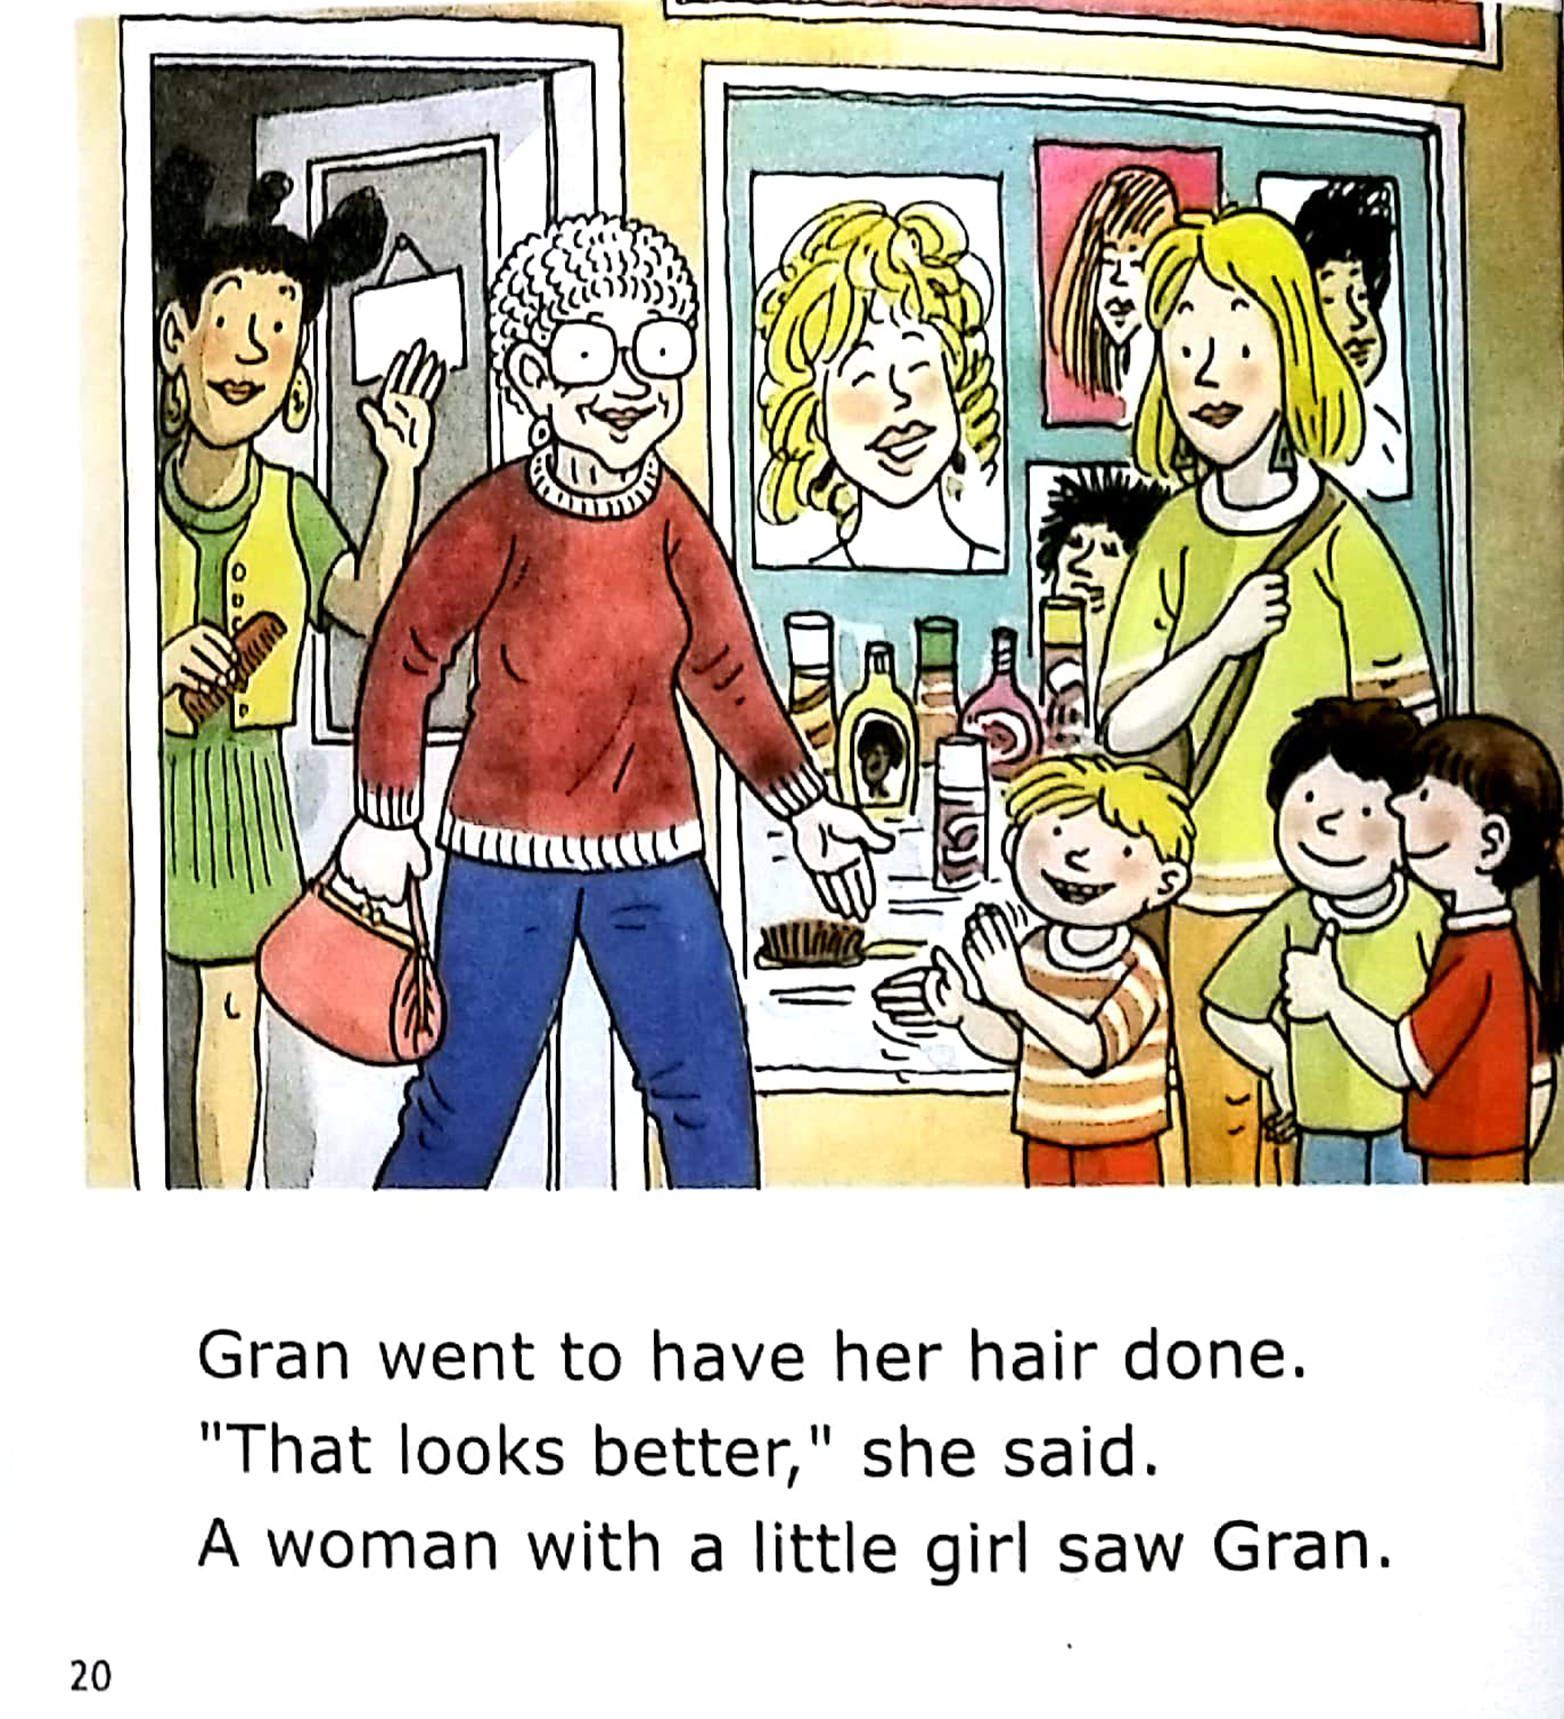 Gran went to have her hair done.
"That looks better," she said.
A woman with a little girl saw Gran.
20